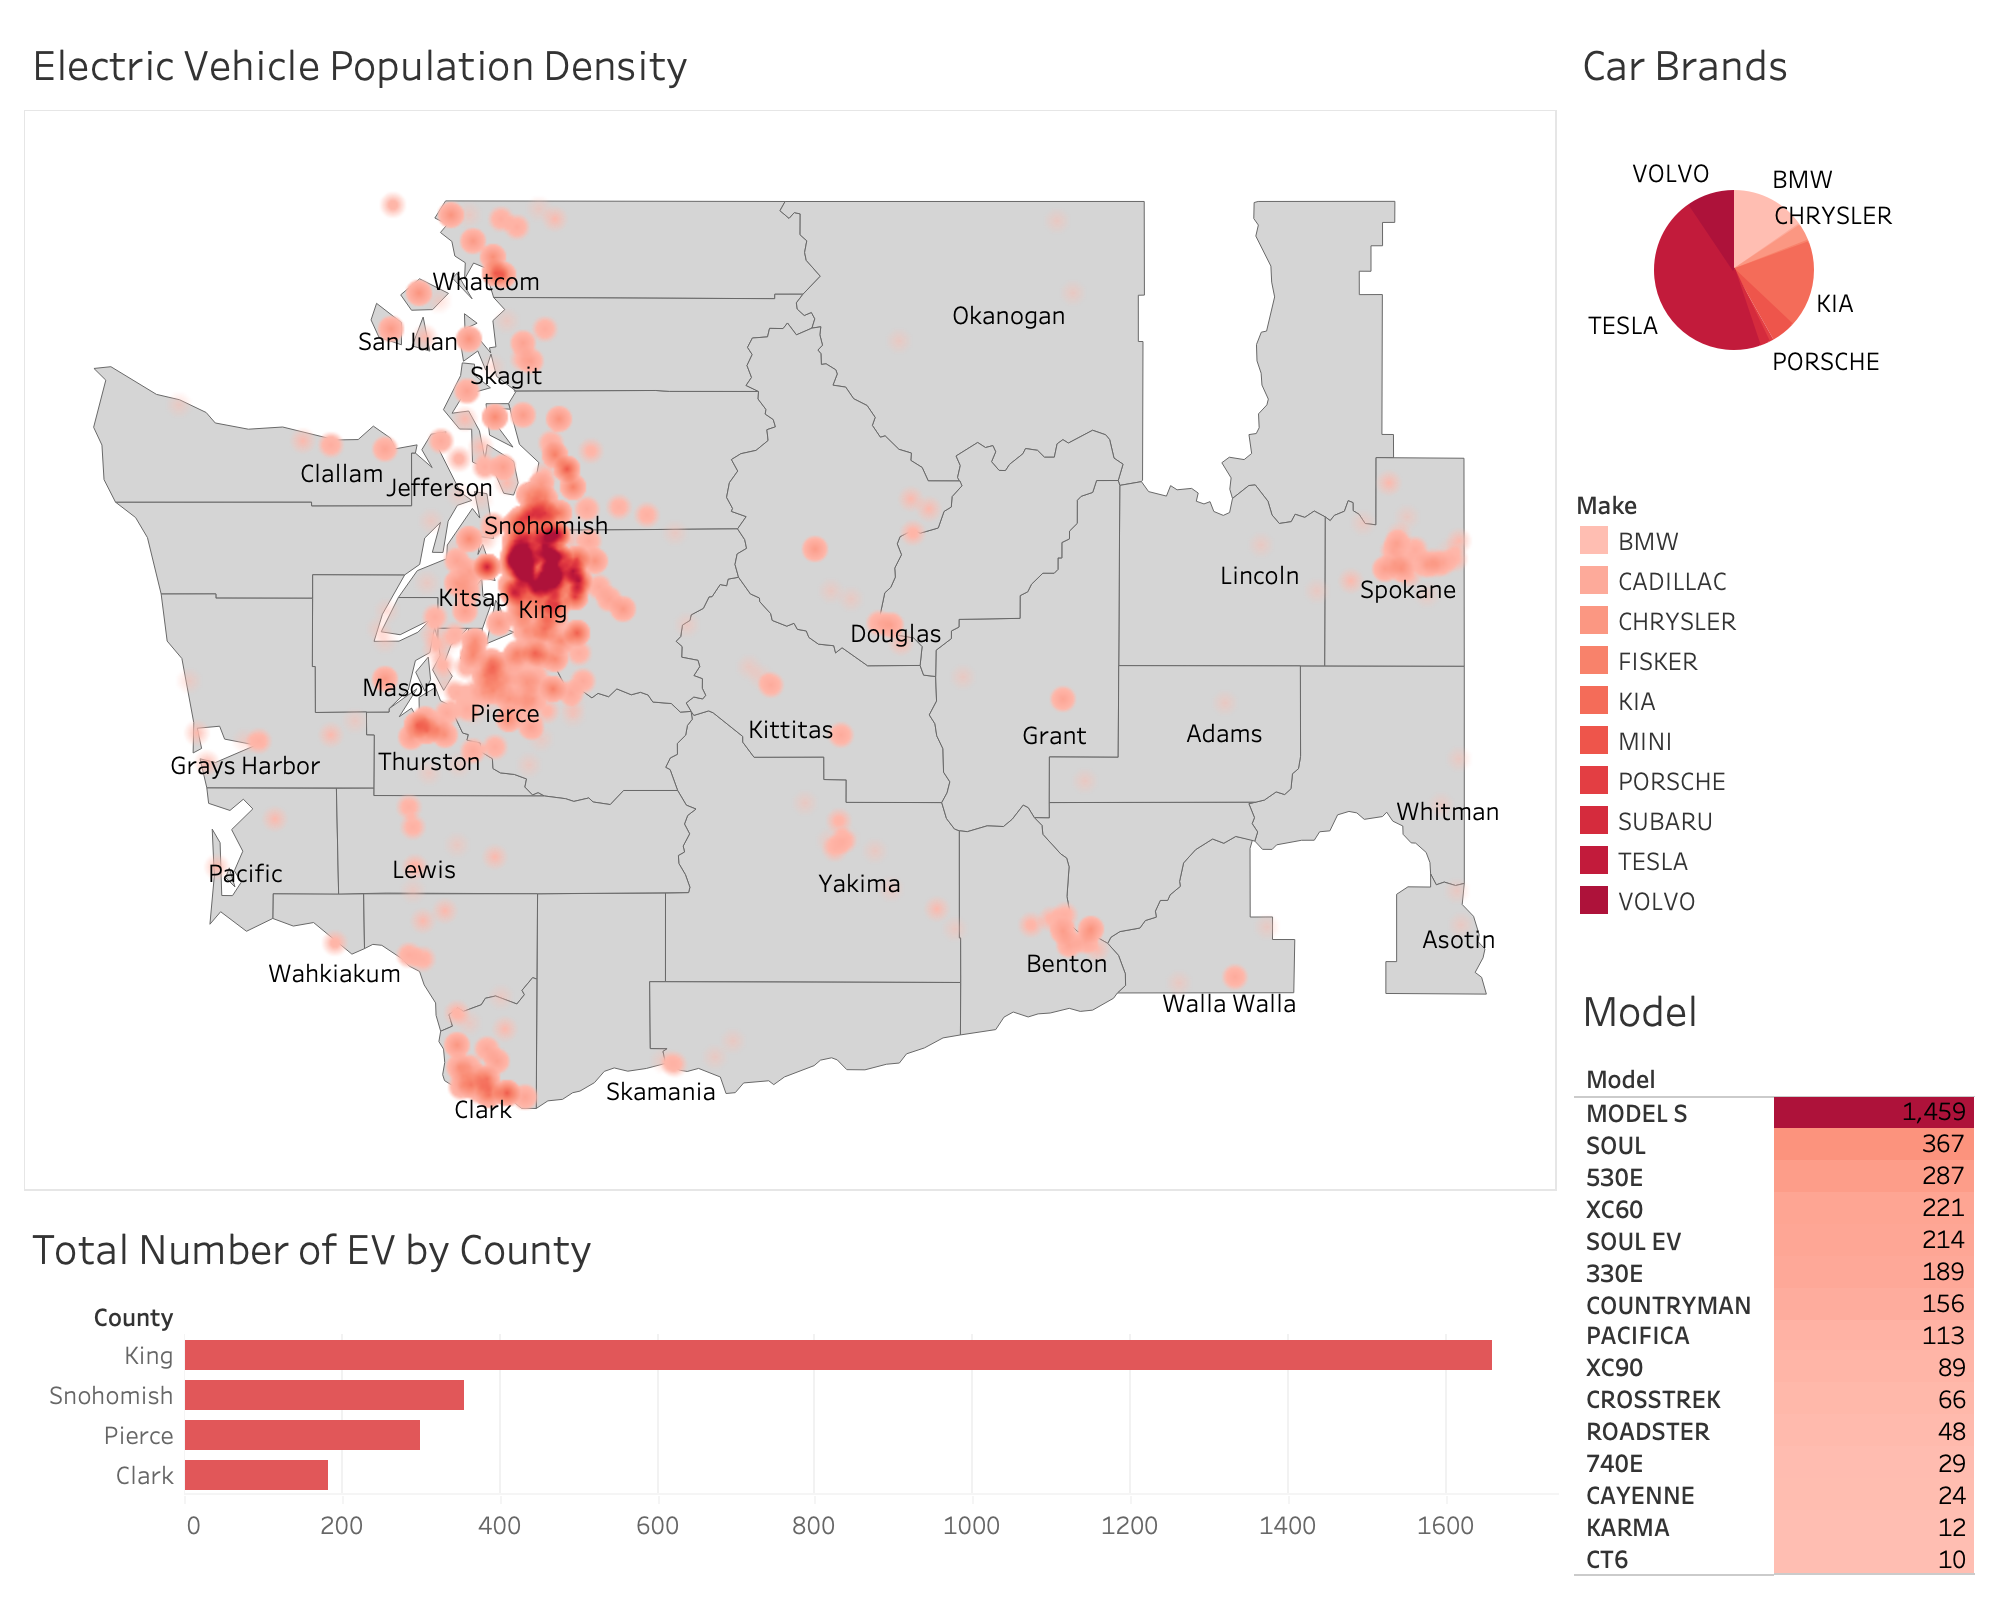 Electric Vehicle Population Density
Whatcom
San Juan
Okanogan
Skagit
Clallam
Jefferson
Snohomish
Kitsap
King
Lincoln
Spokane
Douglas
Mason
Pierce
Kittitas
Grant
Adams
Grays Harbor
Thurston
Whitman
Pacific
Lewis
Yakima
Asotin
Wahkiakum
Benton
Walla Walla
Skamania
Clark
Car Brands
VOLVO
BMW
CHRYSLER
KIA
TESLA
PORSCHE
Make
BMW
CADILLAC
CHRYSLER
FISKER
KIA
MINI
PORSCHE
SUBARU
TESLA
VOLVO
Model
Model
MODEL S 1,459
SOUL 367
530E 287
XC60 221
SOUL EV 214
330E 189
COUNTRYMAN 156
PACIFICA 113
XC90 89
CROSSTREK 66
ROADSTER 48
740E 29
CAYENNE 24
KARMA 12
CT6 10
Total Number of EV by County
County
King
Snohomish
Pierce
Clark
0 200 400 600 800 1000 1200 1400 1600